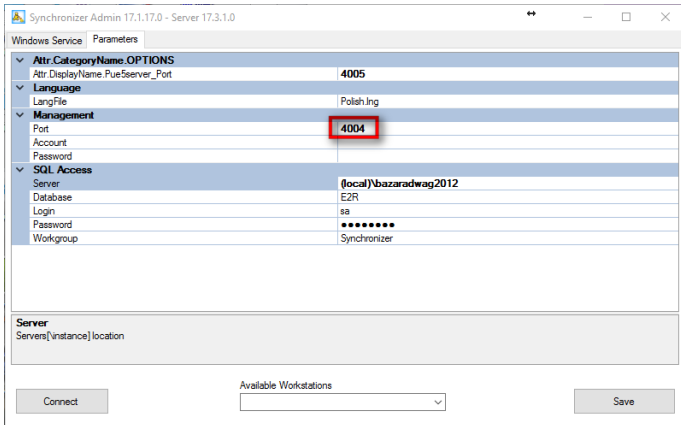 Synchronizer Admin 17.1.17.0 - Server 17.3.1.0
Windows Service Parameters
Attr.CategoryName.OPTIONS
Attr.DisplayName.Pue5server_Port 4005
Language
LangFile Polish.lng
Management
Port 4004
Account
Password
SQL Access
Server (local)\bazaradwag2012
Database E2R
Login sa
Password ●●●●●●●●
Workgroup Synchronizer
Server
Servers[\instance] location
Available Workstations
Connect Save